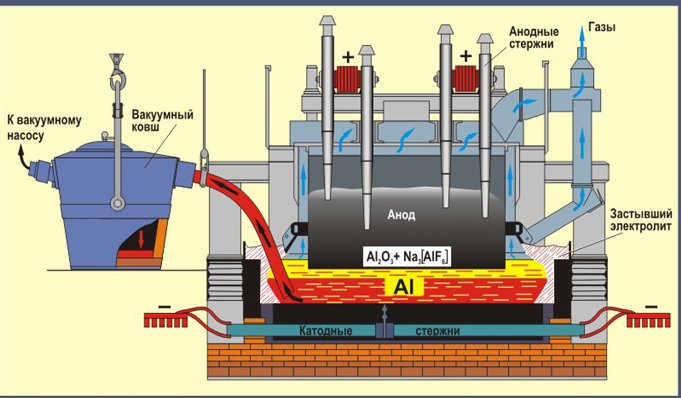 Анодные
стержни
Газы
+
+
К вакуумному
насосу
Вакуумный
ковш
Анод
Застывший
электролит
Al₂O₃+ Na₃[AlF₆]
Al
–
–
Катодные стержни